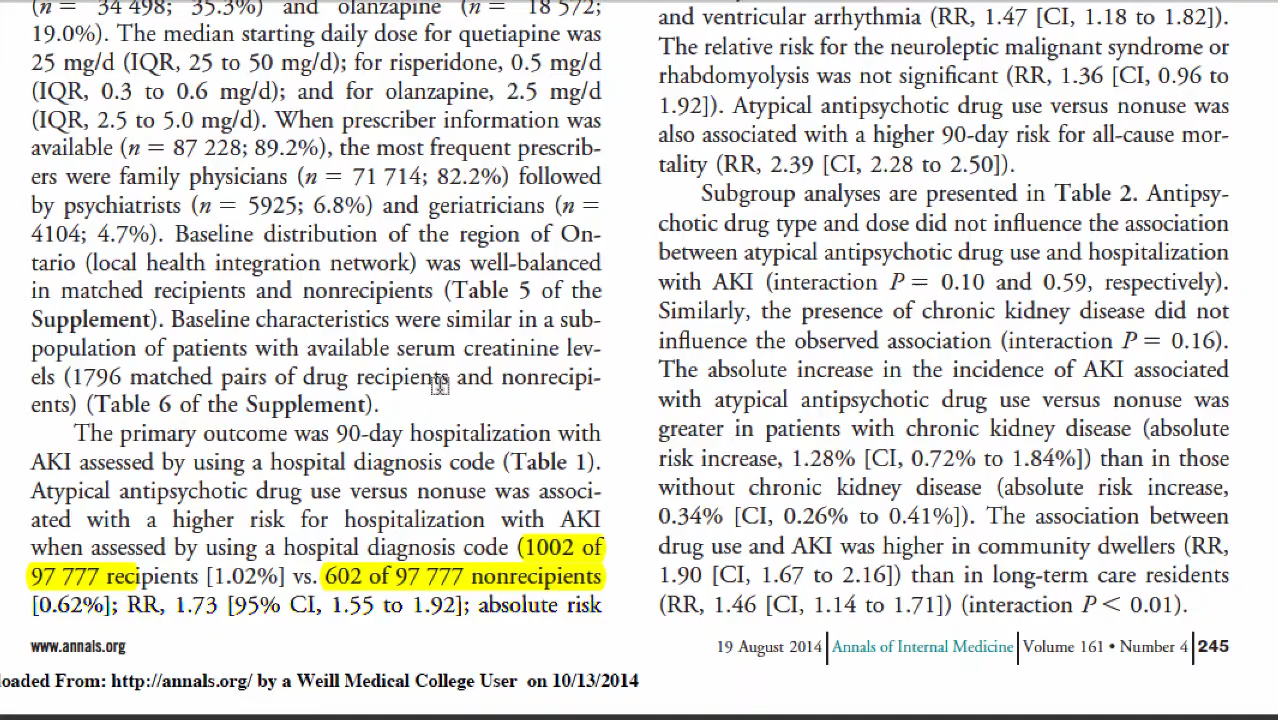 (n = 34 498; 35.3%) and olanzapine (n = 18 572;
19.0%). The median starting daily dose for quetiapine was
25 mg/d (IQR, 25 to 50 mg/d); for risperidone, 0.5 mg/d
(IQR, 0.3 to 0.6 mg/d); and for olanzapine, 2.5 mg/d
(IQR, 2.5 to 5.0 mg/d). When prescriber information was
available (n = 87 228; 89.2%), the most frequent prescrib-
ers were family physicians (n = 71 714; 82.2%) followed
by psychiatrists (n = 5925; 6.8%) and geriatricians (n =
4104; 4.7%). Baseline distribution of the region of On-
tario (local health integration network) was well-balanced
in matched recipients and nonrecipients (Table 5 of the
Supplement). Baseline characteristics were similar in a sub-
population of patients with available serum creatinine lev-
els (1796 matched pairs of drug recipients and nonrecipi-
ents) (Table 6 of the Supplement).
The primary outcome was 90-day hospitalization with
AKI assessed by using a hospital diagnosis code (Table 1).
Atypical antipsychotic drug use versus nonuse was associ-
ated with a higher risk for hospitalization with AKI
when assessed by using a hospital diagnosis code (1002 of
97 777 recipients [1.02%] vs. 602 of 97 777 nonrecipients
[0.62%]; RR, 1.73 [95% CI, 1.55 to 1.92]; absolute risk
and ventricular arrhythmia (RR, 1.47 [CI, 1.18 to 1.82]).
The relative risk for the neuroleptic malignant syndrome or
rhabdomyolysis was not significant (RR, 1.36 [CI, 0.96 to
1.92]). Atypical antipsychotic drug use versus nonuse was
also associated with a higher 90-day risk for all-cause mor-
tality (RR, 2.39 [CI, 2.28 to 2.50]).
Subgroup analyses are presented in Table 2. Antipsy-
chotic drug type and dose did not influence the association
between atypical antipsychotic drug use and hospitalization
with AKI (interaction P = 0.10 and 0.59, respectively).
Similarly, the presence of chronic kidney disease did not
influence the observed association (interaction P = 0.16).
The absolute increase in the incidence of AKI associated
with atypical antipsychotic drug use versus nonuse was
greater in patients with chronic kidney disease (absolute
risk increase, 1.28% [CI, 0.72% to 1.84%]) than in those
without chronic kidney disease (absolute risk increase,
0.34% [CI, 0.26% to 0.41%]). The association between
drug use and AKI was higher in community dwellers (RR,
1.90 [CI, 1.67 to 2.16]) than in long-term care residents
(RR, 1.46 [CI, 1.14 to 1.71]) (interaction P < 0.01).
www.annals.org
19 August 2014 Annals of Internal Medicine Volume 161 • Number 4 245
loaded From: http://annals.org/ by a Weill Medical College User on 10/13/2014